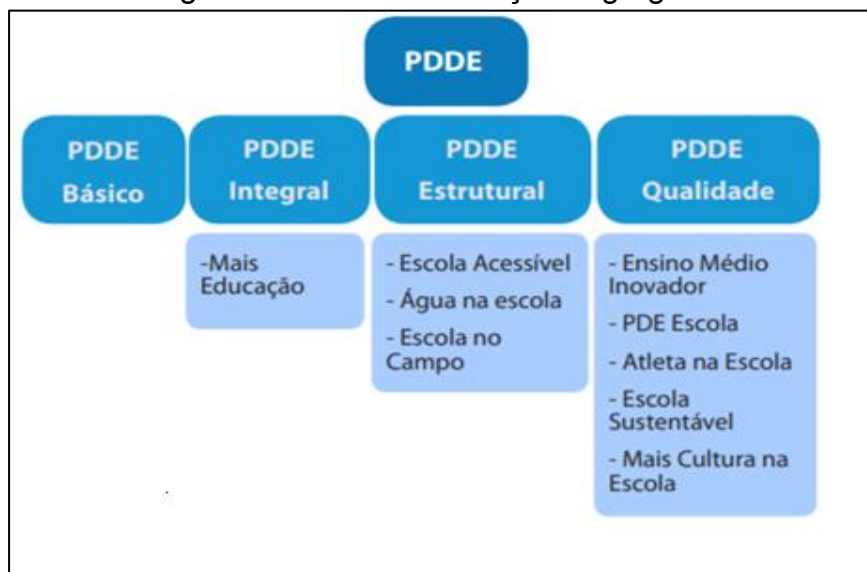 PDDE
PDDE
Básico
PDDE
Integral
PDDE
Estrutural
PDDE
Qualidade
-Mais
Educação
- Escola Acessível
- Água na escola
- Escola no
Campo
- Ensino Médio
Inovador
- PDE Escola
- Atleta na Escola
- Escola
Sustentável
- Mais Cultura na
Escola